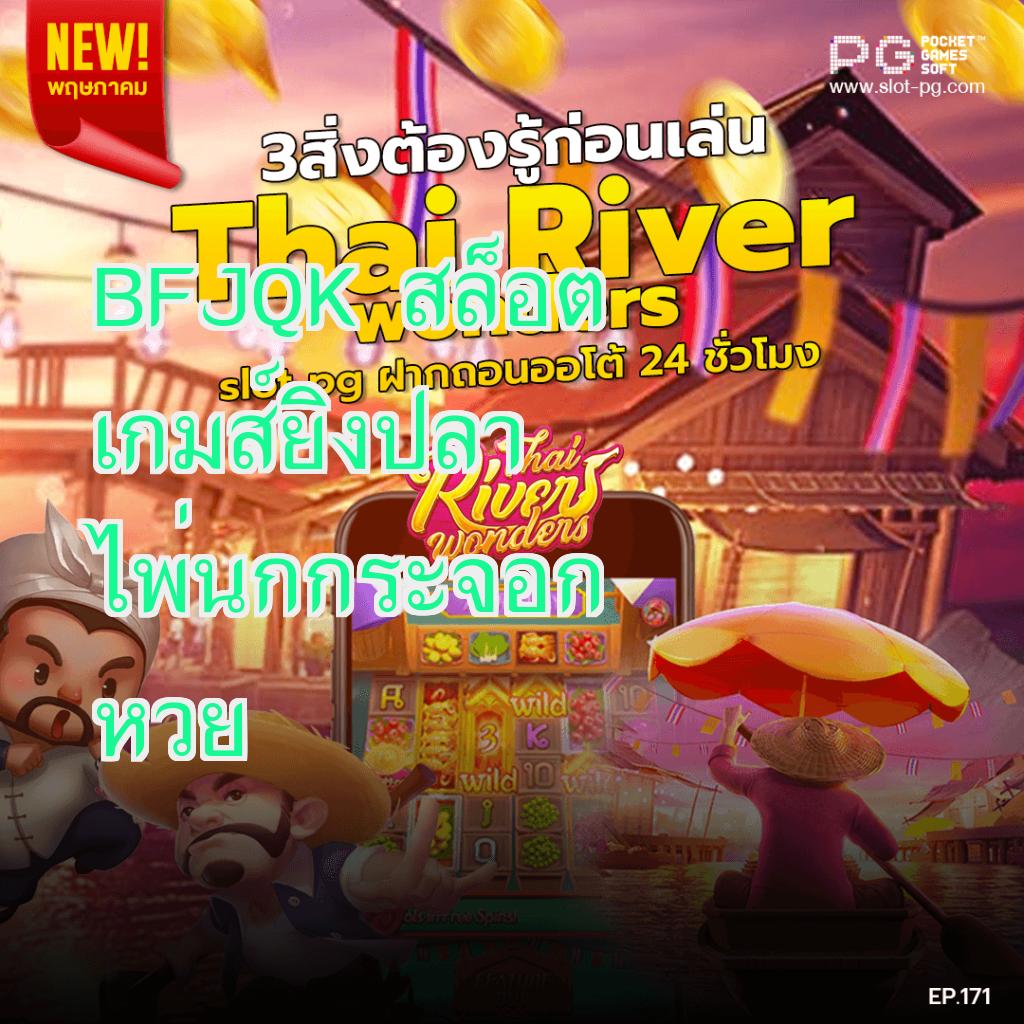 NEW!
พฤษภาคม
PG POCKET GAMES SOFT™
www.slot-pg.com
3สิ่งต้องรู้ก่อนเล่น
Thai River
wonders
slot pg ฝากถอนออโต้ 24 ชั่วโมง
BFJQK สล็อต
เกมส์ยิงปลา
ไพ่นกกระจอก
หวย
Thai
River
wonders
A
wild
10
3
K
wild
10
J
Q
EP.171